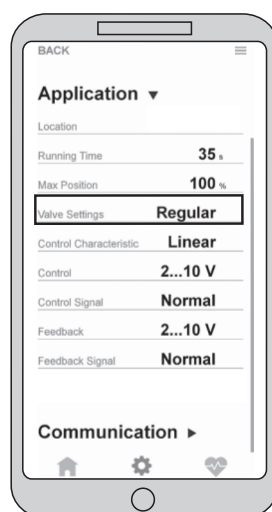 BACK
Application ▼
Location
Running Time 35 s
Max Position 100 %
Valve Settings Regular
Control Characteristic Linear
Control 2...10 V
Control Signal Normal
Feedback 2...10 V
Feedback Signal Normal
Communication ►